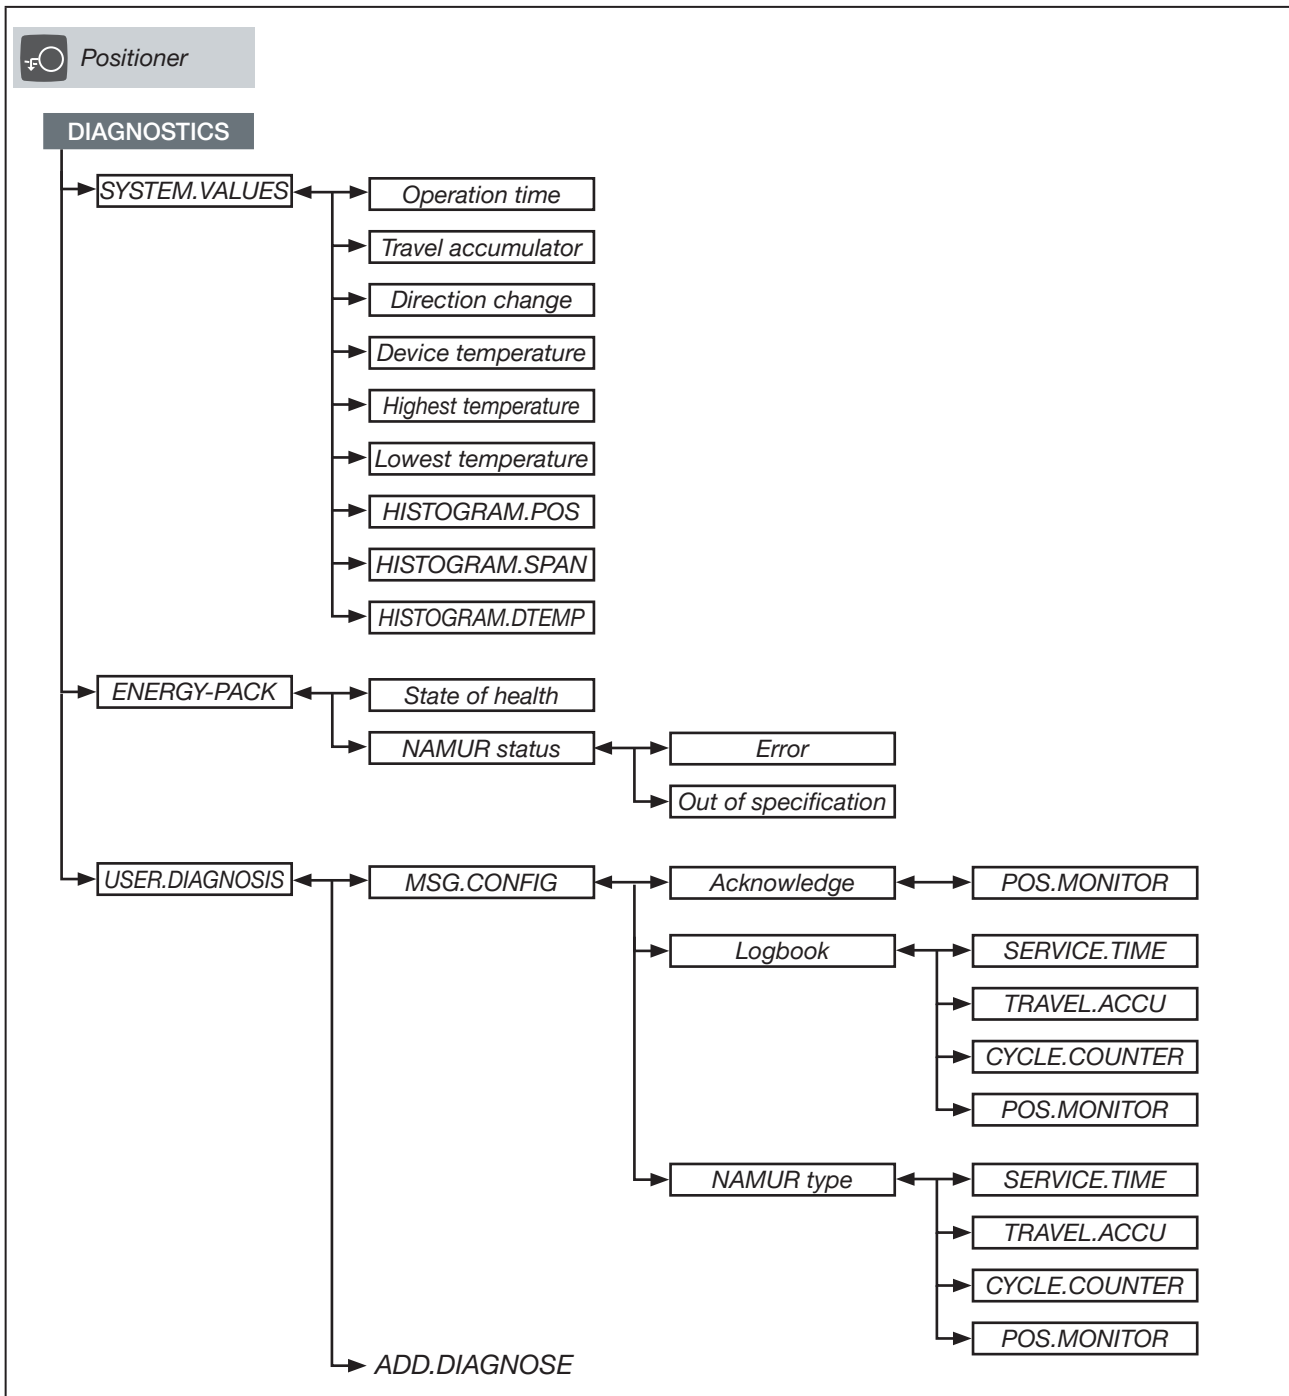 Positioner
DIAGNOSTICS
SYSTEM.VALUES
Operation time
Travel accumulator
Direction change
Device temperature
Highest temperature
Lowest temperature
HISTOGRAM.POS
HISTOGRAM.SPAN
HISTOGRAM.DTEMP
ENERGY-PACK
State of health
NAMUR status
Error
Out of specification
USER.DIAGNOSIS
MSG.CONFIG
Acknowledge
POS.MONITOR
Logbook
SERVICE.TIME
TRAVEL.ACCU
CYCLE.COUNTER
POS.MONITOR
NAMUR type
SERVICE.TIME
TRAVEL.ACCU
CYCLE.COUNTER
POS.MONITOR
ADD.DIAGNOSE